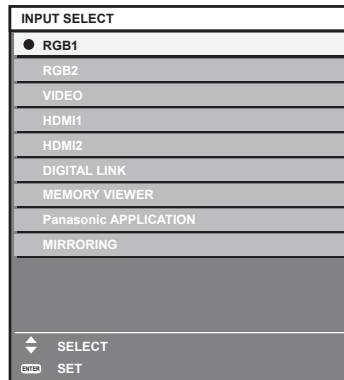 INPUT SELECT
RGB1
RGB2
VIDEO
HDMI1
HDMI2
DIGITAL LINK
MEMORY VIEWER
Panasonic APPLICATION
MIRRORING
SELECT
ENTER SET